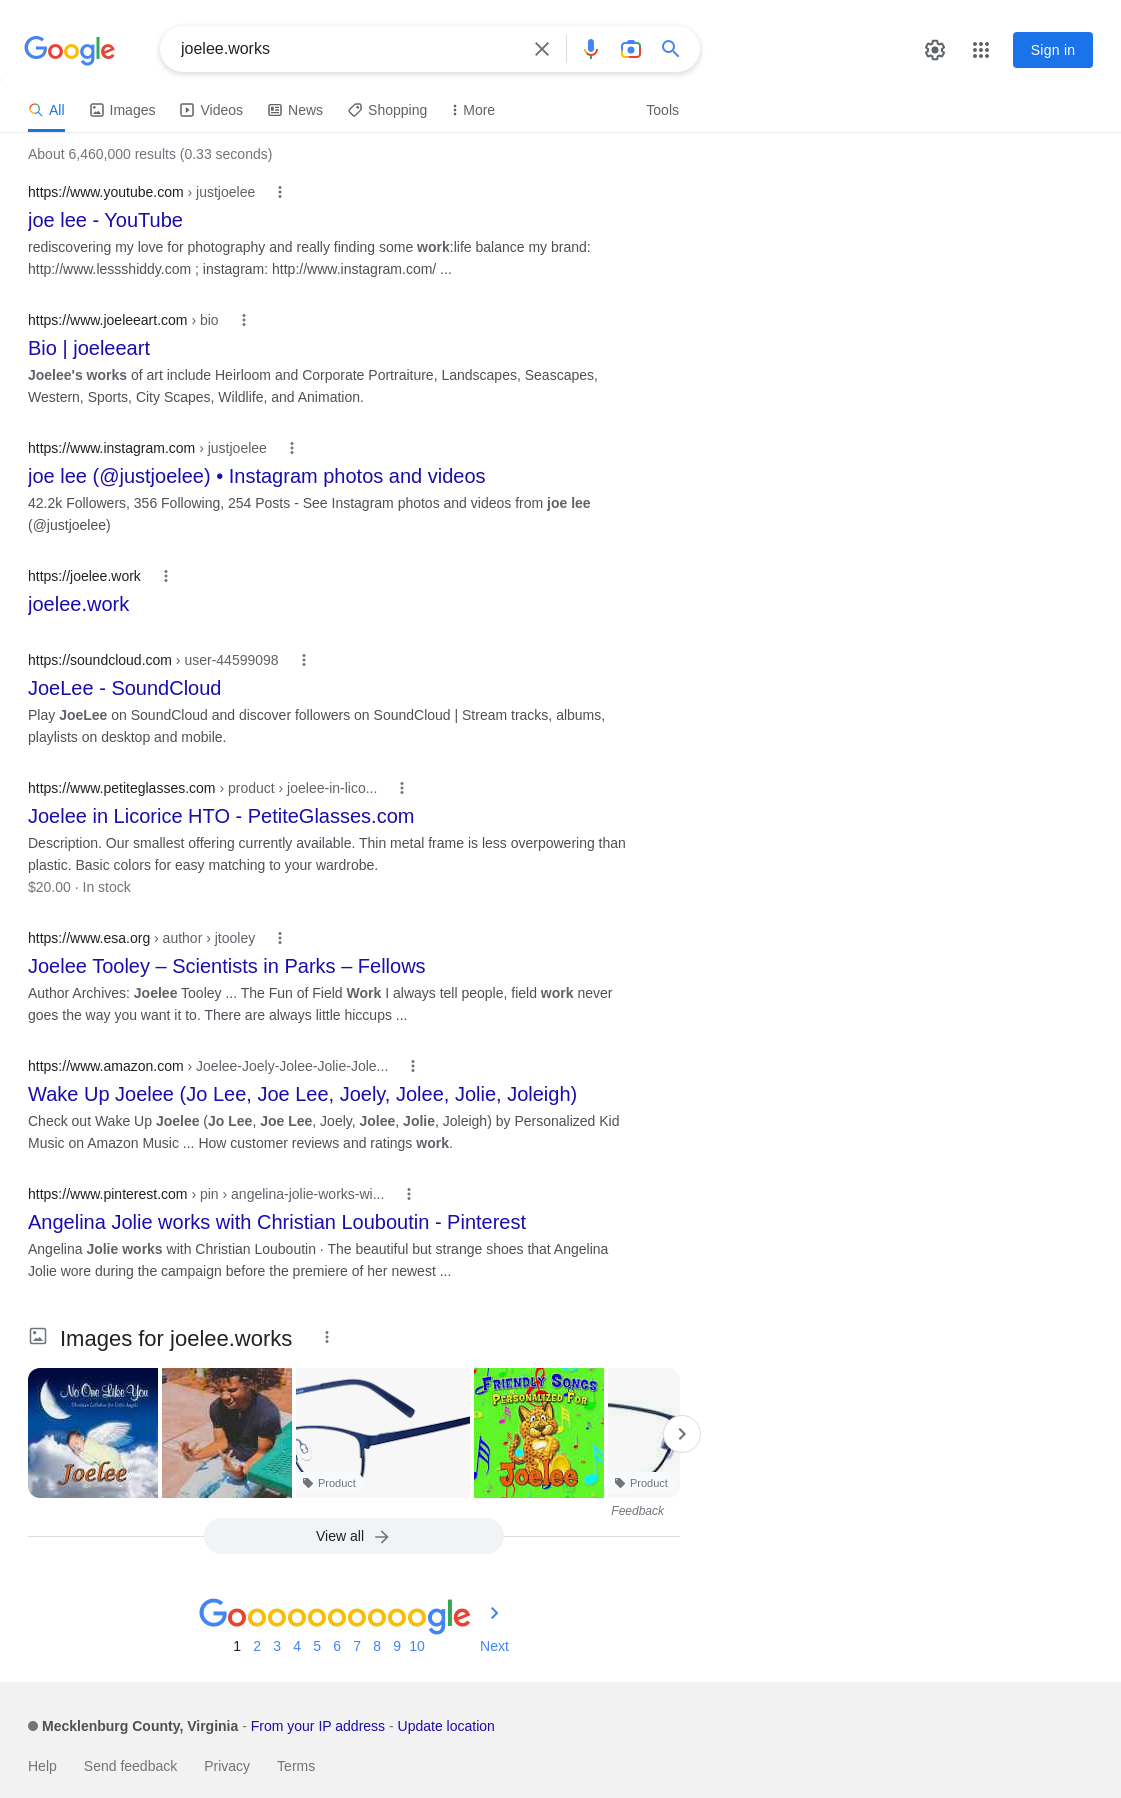 Google
joelee.works
Sign in
All Images Videos News Shopping More Tools
About 6,460,000 results (0.33 seconds)
https://www.youtube.com › justjoelee
joe lee - YouTube
rediscovering my love for photography and really finding some work:life balance my brand:
http://www.lessshiddy.com ; instagram: http://www.instagram.com/ ...
https://www.joeleeart.com › bio
Bio | joeleeart
Joelee's works of art include Heirloom and Corporate Portraiture, Landscapes, Seascapes,
Western, Sports, City Scapes, Wildlife, and Animation.
https://www.instagram.com › justjoelee
joe lee (@justjoelee) • Instagram photos and videos
42.2k Followers, 356 Following, 254 Posts - See Instagram photos and videos from joe lee
(@justjoelee)
https://joelee.work
joelee.work
https://soundcloud.com › user-44599098
JoeLee - SoundCloud
Play JoeLee on SoundCloud and discover followers on SoundCloud | Stream tracks, albums,
playlists on desktop and mobile.
https://www.petiteglasses.com › product › joelee-in-lico...
Joelee in Licorice HTO - PetiteGlasses.com
Description. Our smallest offering currently available. Thin metal frame is less overpowering than
plastic. Basic colors for easy matching to your wardrobe.
$20.00 · In stock
https://www.esa.org › author › jtooley
Joelee Tooley – Scientists in Parks – Fellows
Author Archives: Joelee Tooley ... The Fun of Field Work I always tell people, field work never
goes the way you want it to. There are always little hiccups ...
https://www.amazon.com › Joelee-Joely-Jolee-Jolie-Jole...
Wake Up Joelee (Jo Lee, Joe Lee, Joely, Jolee, Jolie, Joleigh)
Check out Wake Up Joelee (Jo Lee, Joe Lee, Joely, Jolee, Jolie, Joleigh) by Personalized Kid
Music on Amazon Music ... How customer reviews and ratings work.
https://www.pinterest.com › pin › angelina-jolie-works-wi...
Angelina Jolie works with Christian Louboutin - Pinterest
Angelina Jolie works with Christian Louboutin · The beautiful but strange shoes that Angelina
Jolie wore during the campaign before the premiere of her newest ...
Images for joelee.works
No One Like You
Christian Lullabies for Little Angels
Joelee
Product
FRIENDLY SONGS
PERSONALIZED FOR
Joelee
Product
Feedback
View all
Goooooooooogle
1 2 3 4 5 6 7 8 9 10 Next
Mecklenburg County, Virginia - From your IP address - Update location
Help Send feedback Privacy Terms